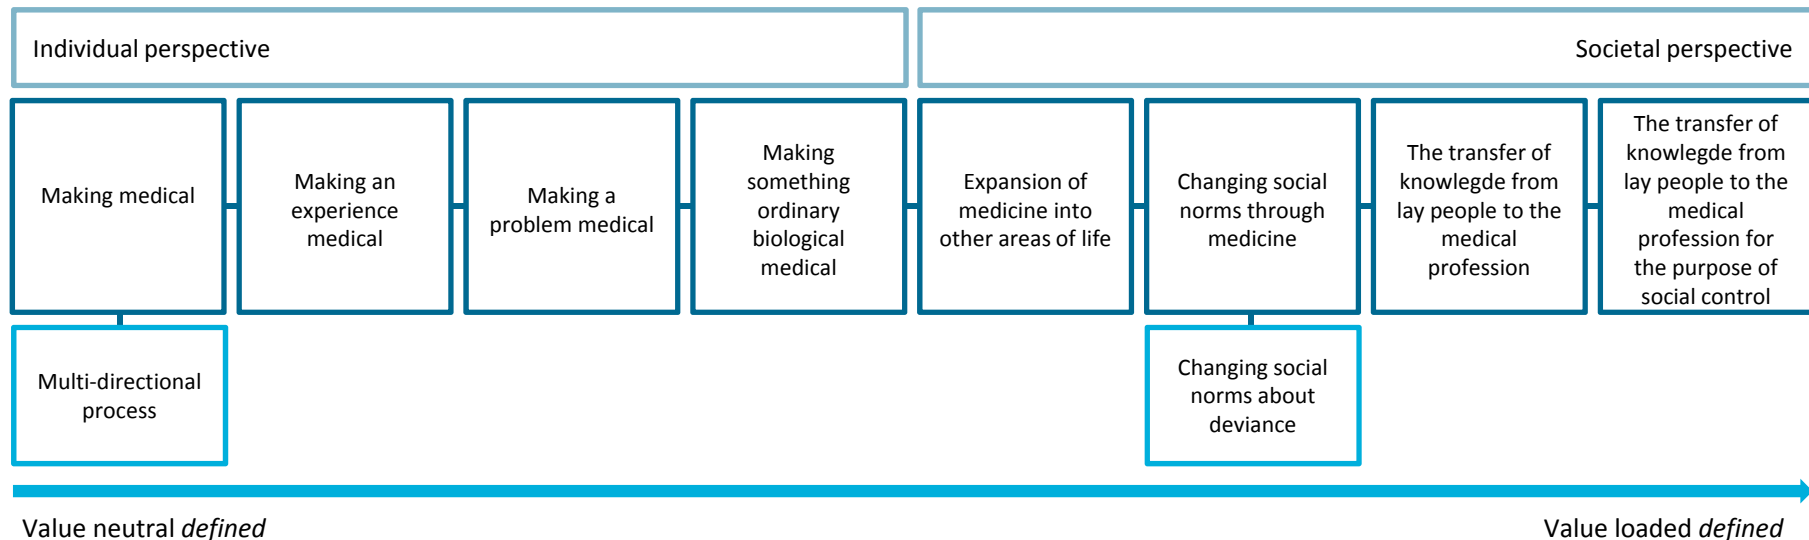 Individual perspective
Societal perspective
Making medical
Making an
experience
medical
Making a
problem medical
Making
something
ordinary
biological
medical
Expansion of
medicine into
other areas of life
Changing social
norms through
medicine
The transfer of
knowlegde from
lay people to the
medical
profession
The transfer of
knowlegde from
lay people to the
medical
profession for
the purpose of
social control
Multi-directional
process
Changing social
norms about
deviance
Value neutral defined
Value loaded defined